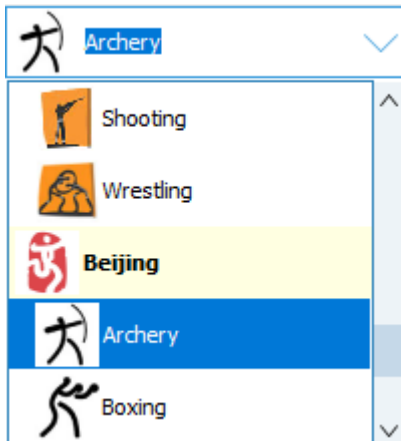 Archery
Shooting
Wrestling
Beijing
Archery
Boxing